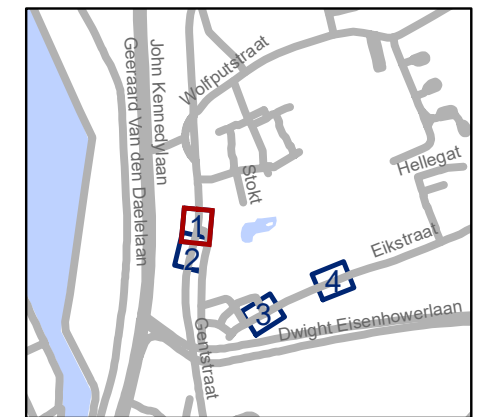 Wolfputstraat
John Kennedylaan
Geeraard Van den Daelelaan
Stokt
Hellegat
1
2
Eikstraat
4
3
Dwight Eisenhowerlaan
Gentstraat